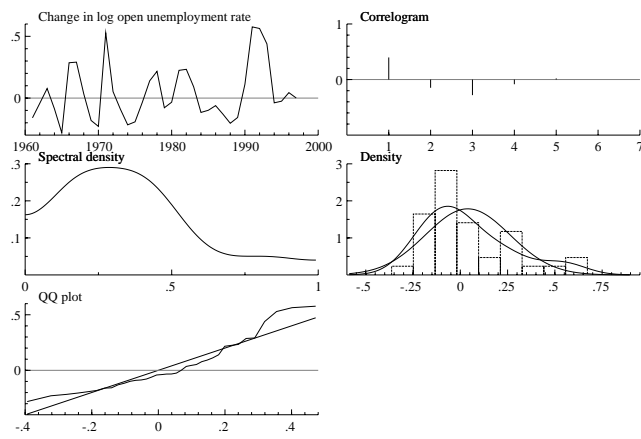 Change in log open unemployment rate
.5
0
1960 1970 1980 1990 2000
Correlogram
1
0
0 1 2 3 4 5 6 7
Spectral density
.3
.2
.1
0 .5 1
Density
3
2
1
-.5 -.25 0 .25 .5 .75
QQ plot
.5
0
-.4 -.2 0 .2 .4